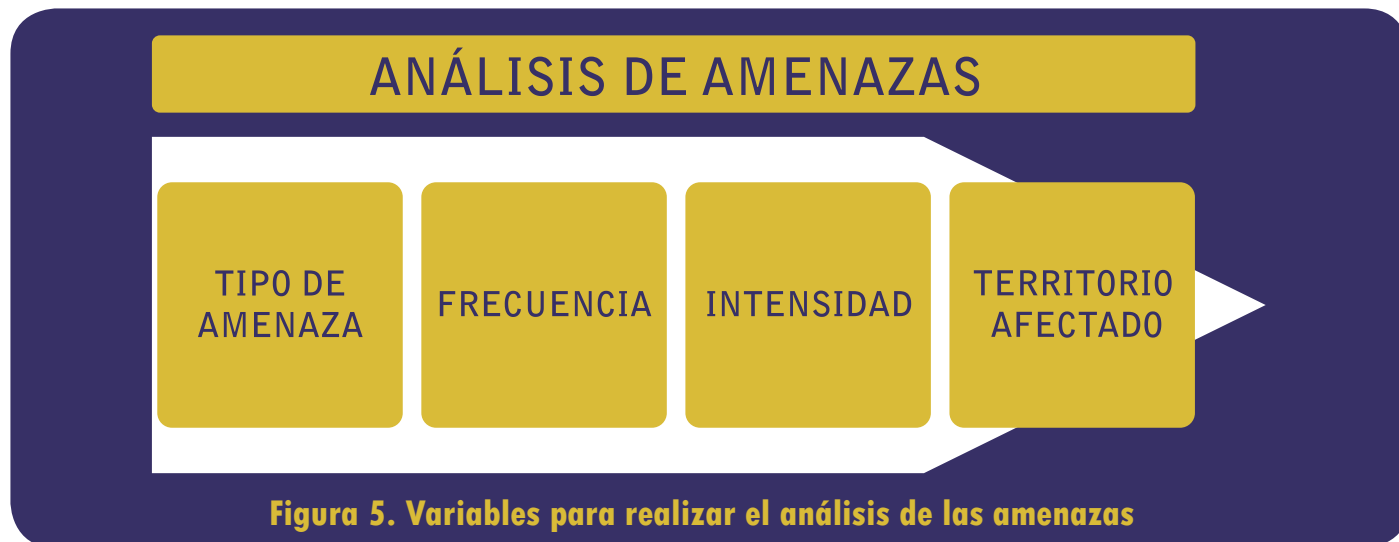 ANÁLISIS DE AMENAZAS
TIPO DE
AMENAZA
FRECUENCIA
INTENSIDAD
TERRITORIO
AFECTADO
Figura 5. Variables para realizar el análisis de las amenazas